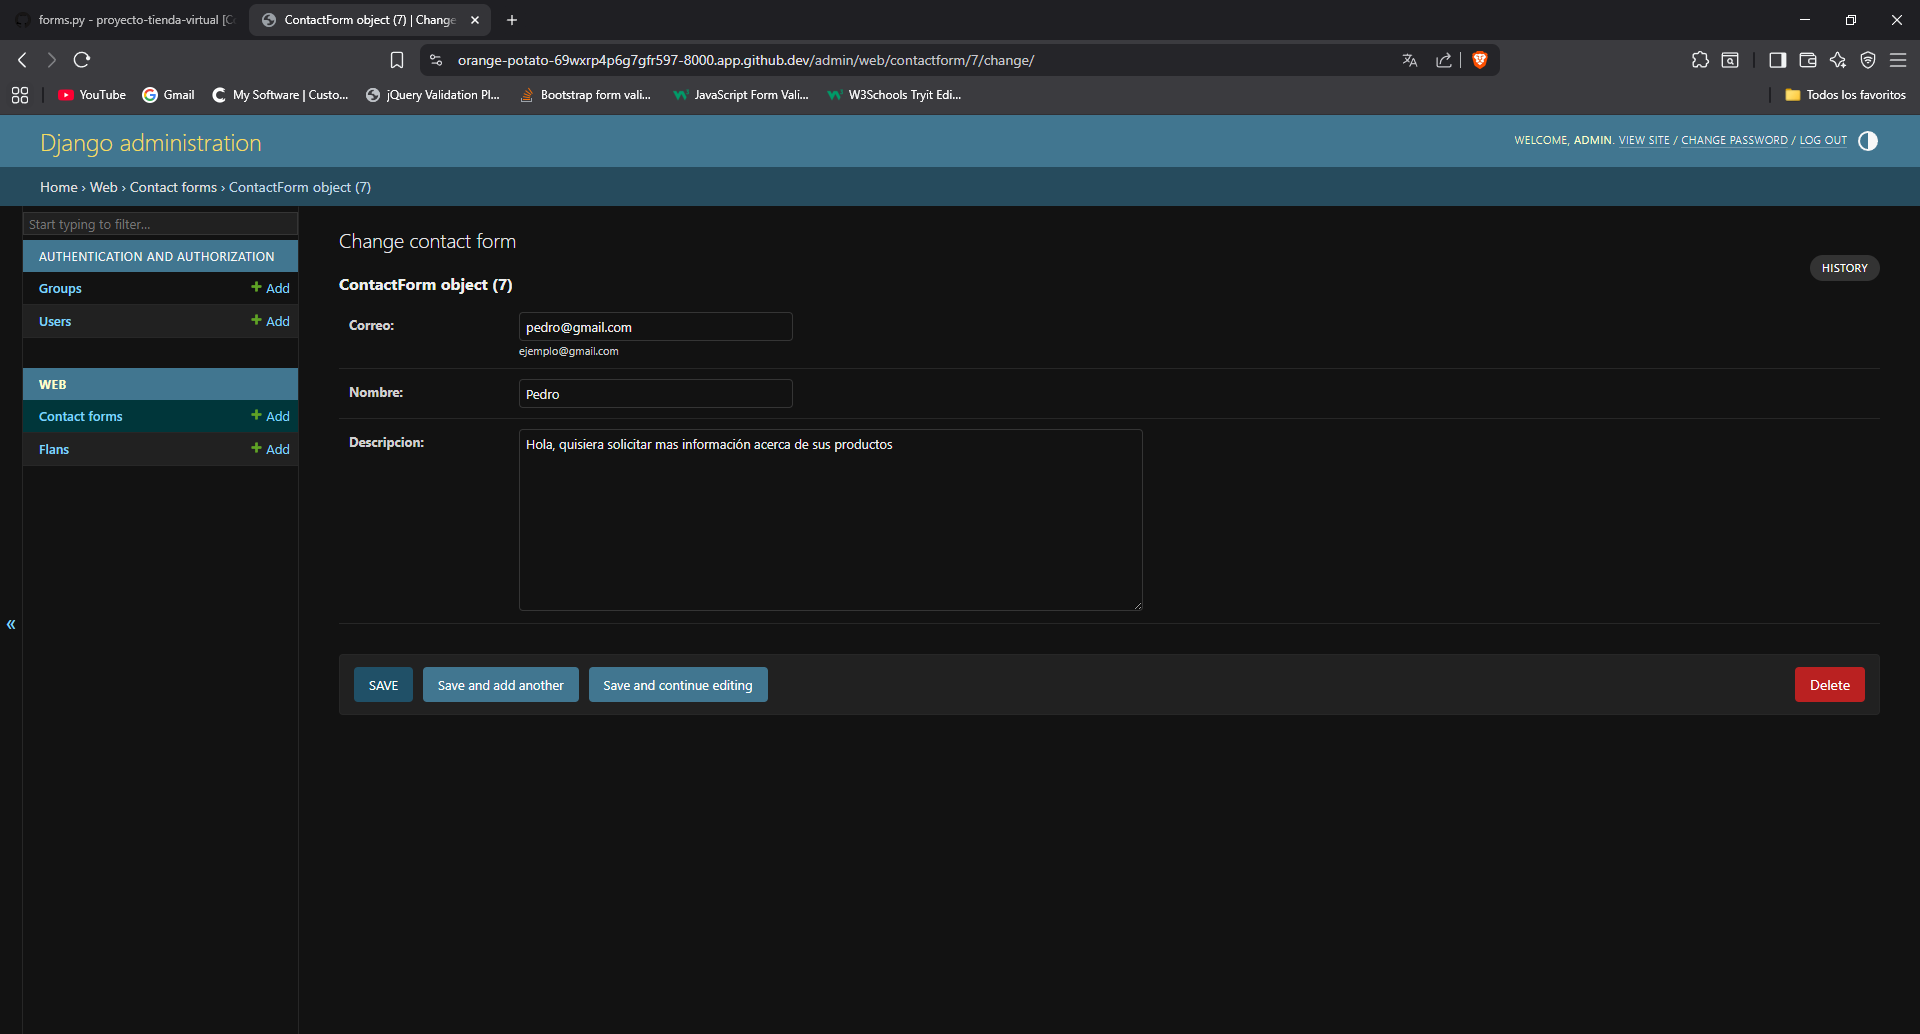 forms.py - proyecto-tienda-virtual [C
ContactForm object (7) | Change
orange-potato-69wxrp4p6g7gfr597-8000.app.github.dev/admin/web/contactform/7/change/
YouTube
Gmail
My Software | Custo...
jQuery Validation Pl...
Bootstrap form vali...
JavaScript Form Vali...
W3Schools Tryit Edi...
Todos los favoritos
Django administration
WELCOME, ADMIN. VIEW SITE / CHANGE PASSWORD / LOG OUT
Home › Web › Contact forms › ContactForm object (7)
Start typing to filter...
AUTHENTICATION AND AUTHORIZATION
Groups + Add
Users + Add
WEB
Contact forms + Add
Flans + Add
«
Change contact form
HISTORY
ContactForm object (7)
Correo: pedro@gmail.com
ejemplo@gmail.com
Nombre: Pedro
Descripcion: Hola, quisiera solicitar mas información acerca de sus productos
SAVE
Save and add another
Save and continue editing
Delete